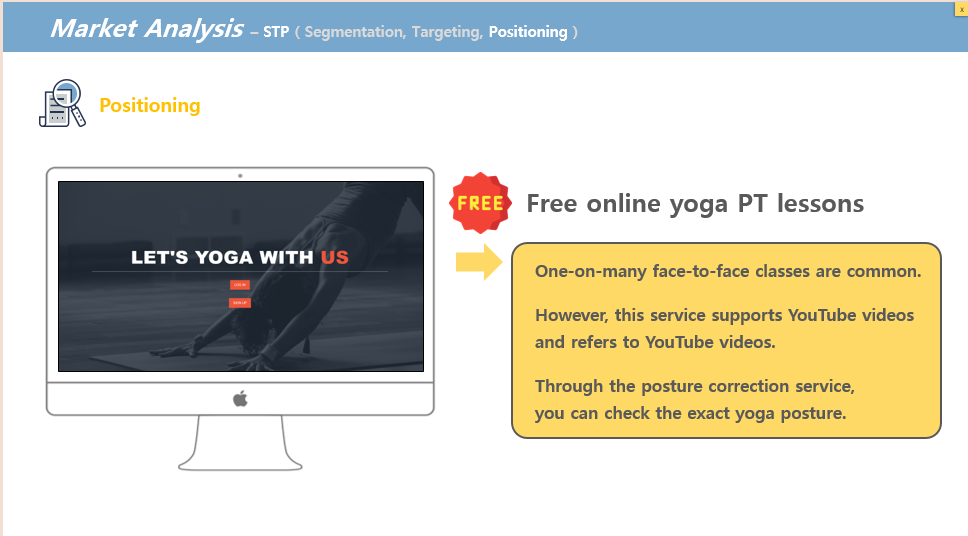 x
Market Analysis – STP ( Segmentation, Targeting, Positioning )
Positioning
LET'S YOGA WITH US
LOG IN
SIGN UP
FREE
Free online yoga PT lessons
One-on-many face-to-face classes are common.
However, this service supports YouTube videos
and refers to YouTube videos.
Through the posture correction service,
you can check the exact yoga posture.